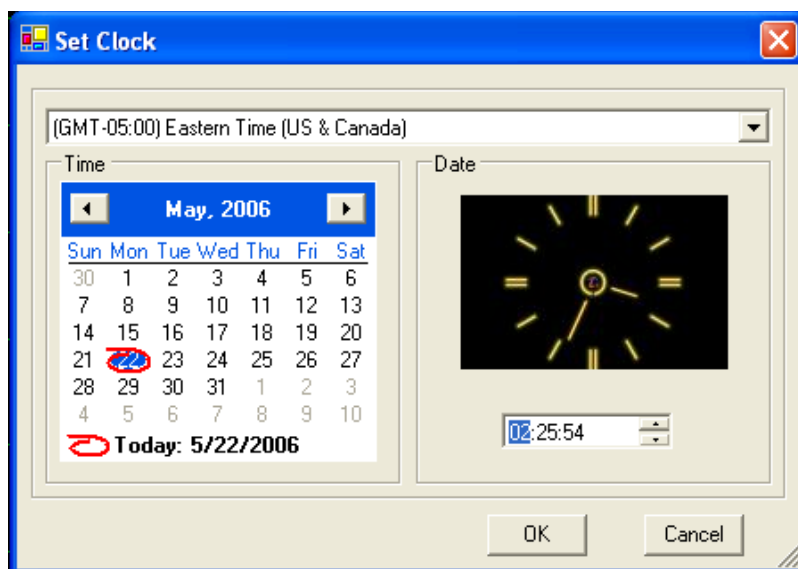 Set Clock
(GMT-05:00) Eastern Time (US & Canada)
Time
May, 2006
Sun Mon Tue Wed Thu Fri Sat
30 1 2 3 4 5 6
7 8 9 10 11 12 13
14 15 16 17 18 19 20
21 22 23 24 25 26 27
28 29 30 31 1 2 3
4 5 6 7 8 9 10
Today: 5/22/2006
Date
02:25:54
OK
Cancel